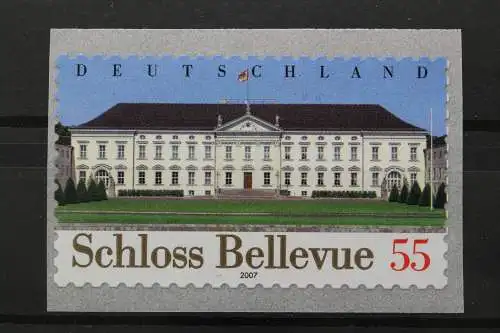 DEUTSCHLAND
Schloss Bellevue 55
2007